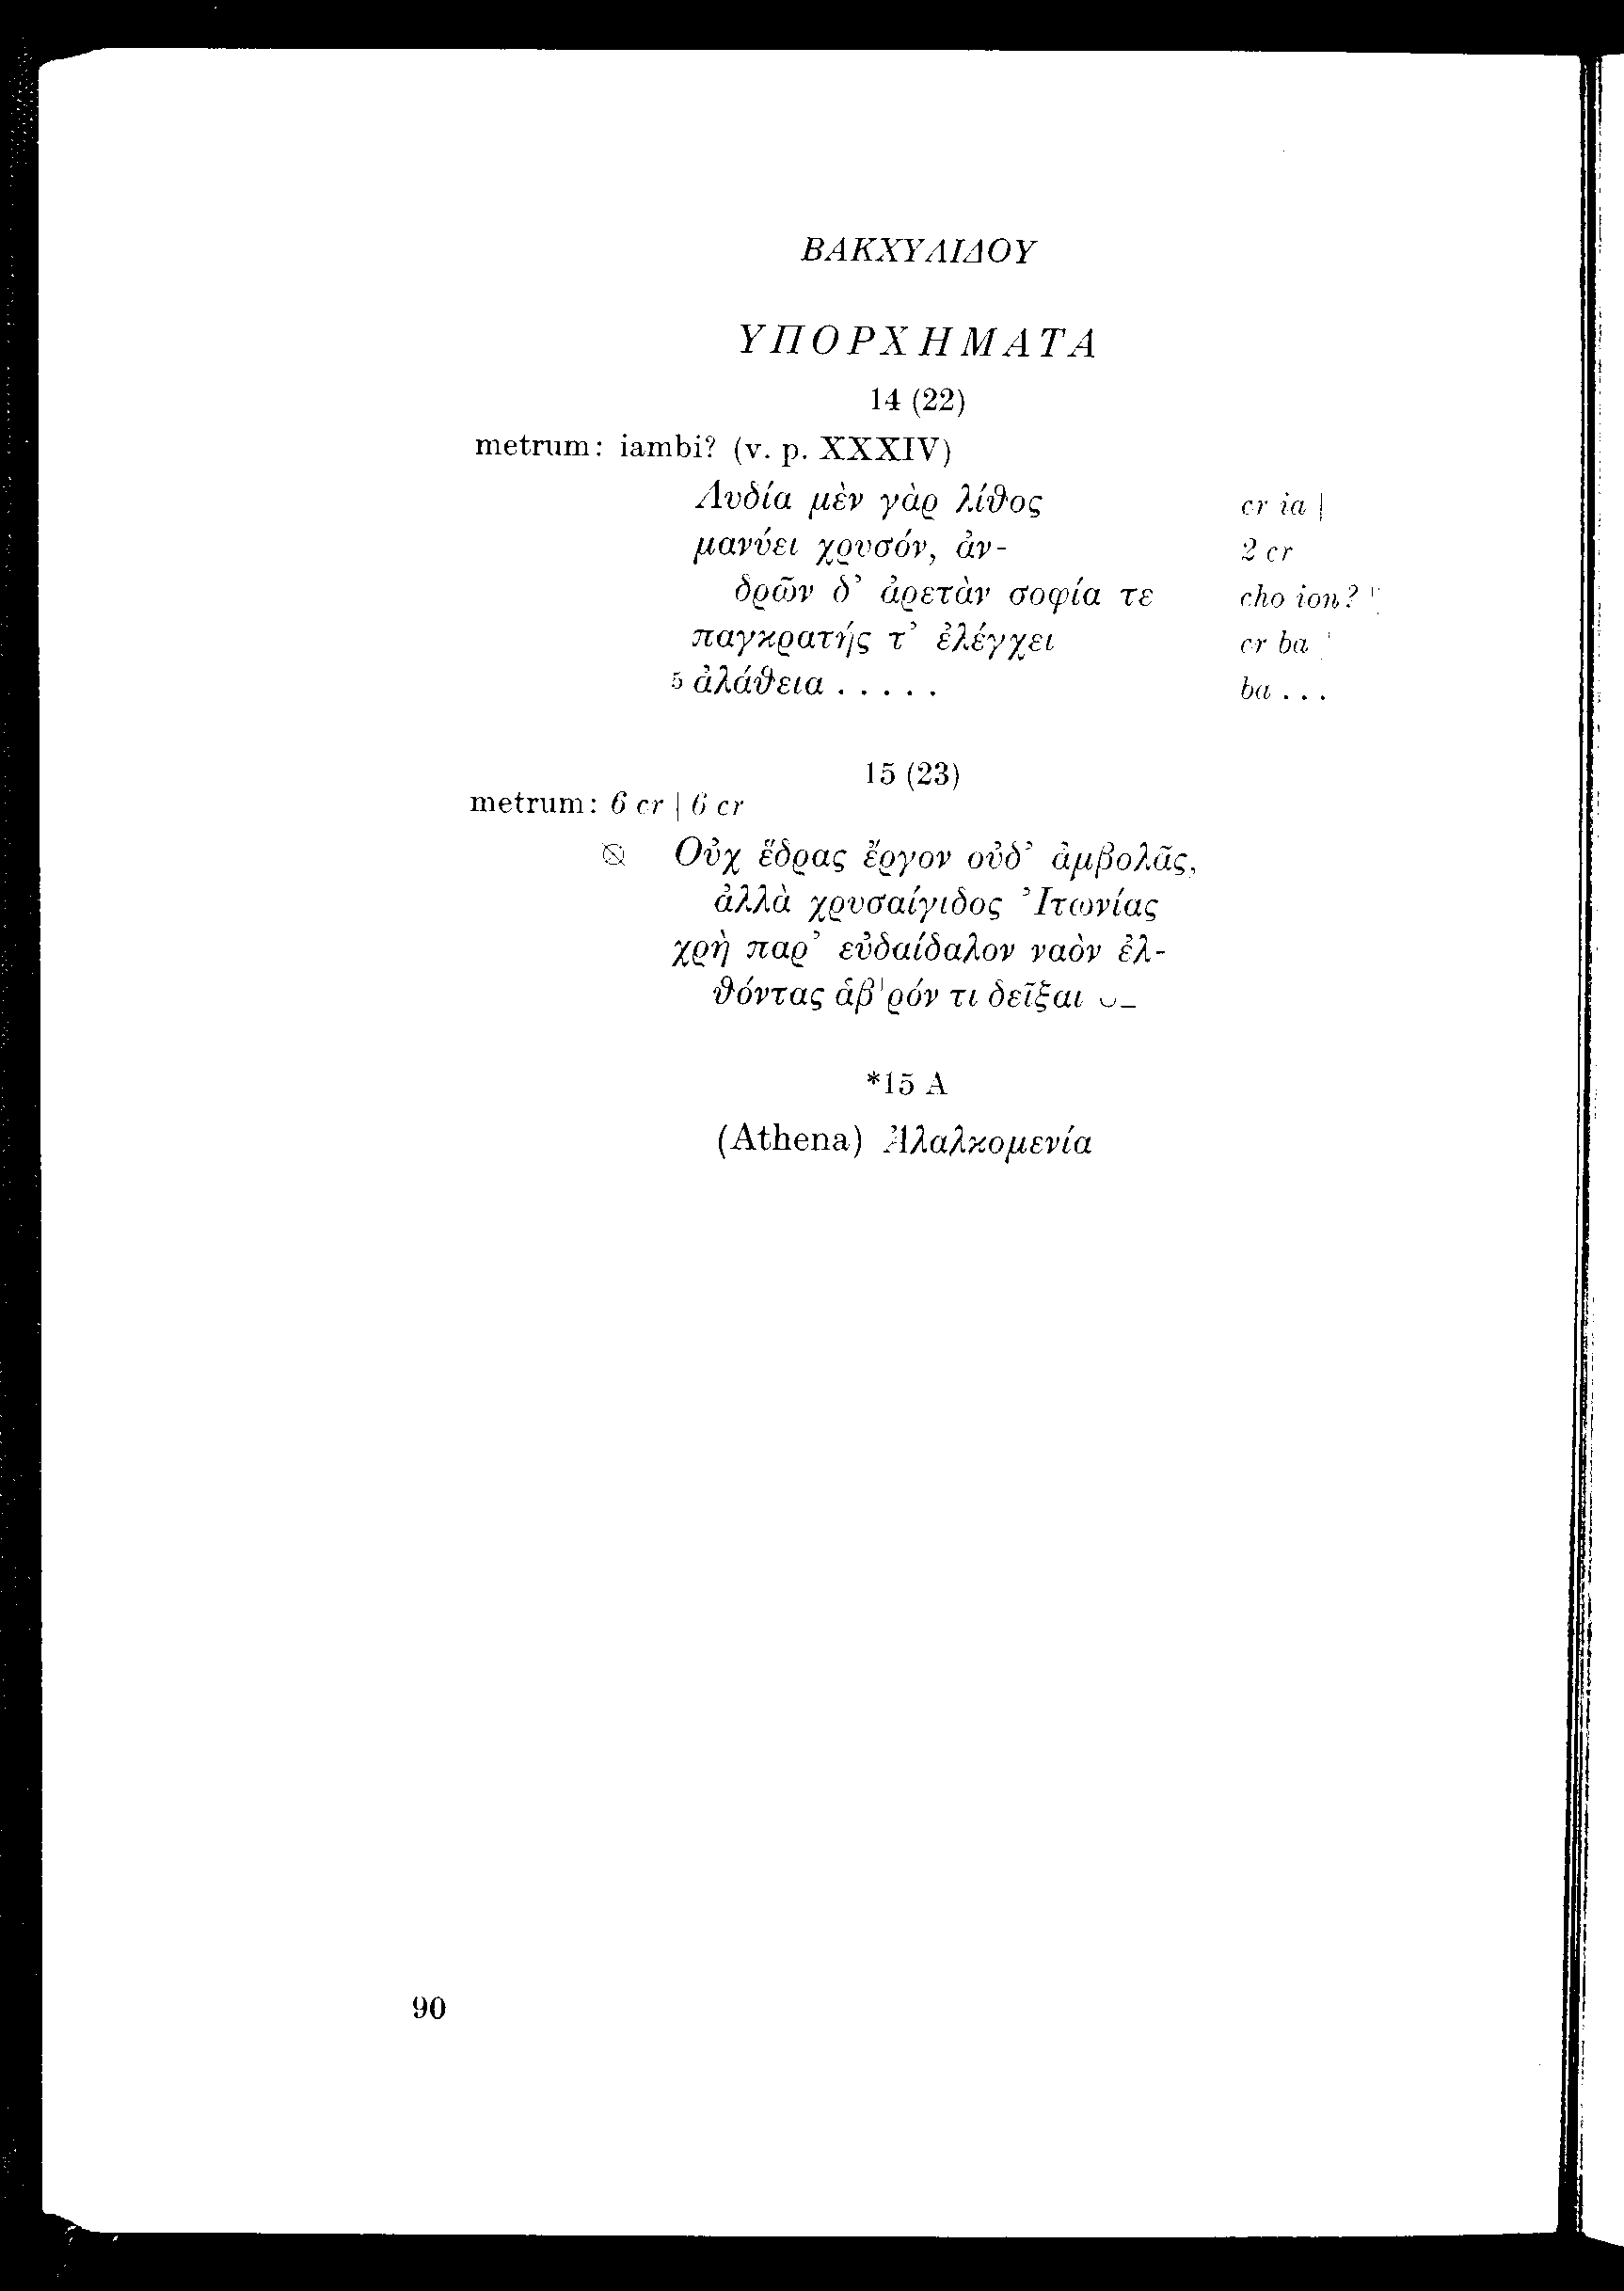 ΒΑΚΧΥΛΙΔΟΥ
ΥΠΟΡΧΗΜΑΤΑ
14 (22)
metrum: iambi? (v. p. XXXIV)
Λυδία μὲν γὰρ λίθος cr ia |
μανύει χρυσόν, ἀν- 2 cr
δρῶν δ’ ἀρετὰν σοφία τε cho ion?
παγκρατής τ’ ἐλέγχει cr ba
5 ἀλάθεια . . . . . ba . . .
15 (23)
metrum: 6 cr | 6 cr
Οὐχ ἕδρας ἔργον οὐδ’ ἀμβολᾶς,
ἀλλὰ χρυσαίγιδος Ἰτωνίας
χρὴ παρ’ εὐδαίδαλον ναὸν ἐλ-
θόντας ἁβ'ρόν τι δεῖξαι ⏑–
*15 A
(Athena) Ἀλαλκομενία
90